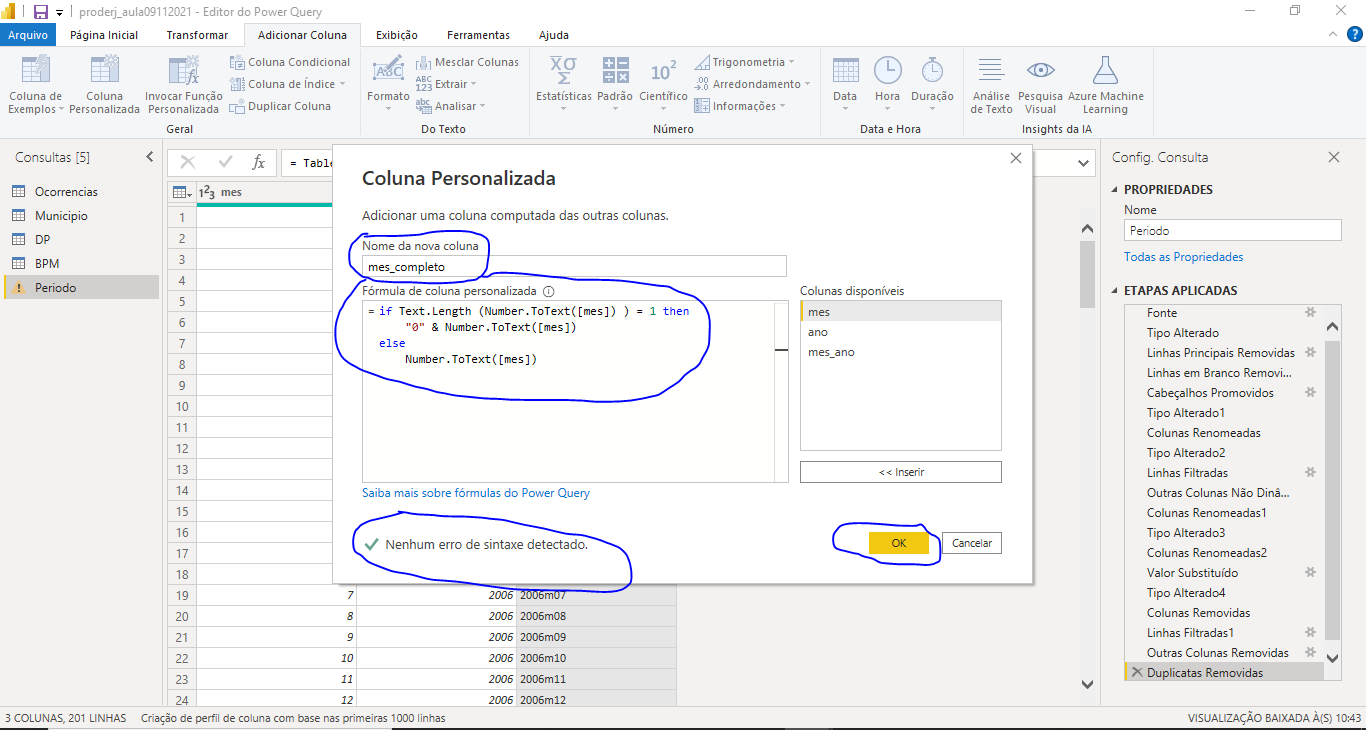 proderj_aula09112021 - Editor do Power Query
Arquivo Página Inicial Transformar Adicionar Coluna Exibição Ferramentas Ajuda
Coluna de Exemplos
Coluna Personalizada
Invocar Função Personalizada
Coluna Condicional
Coluna de Índice
Duplicar Coluna
Geral
ABC
Formato
Mesclar Colunas
ABC 123 Extrair
abc Analisar
Do Texto
XΟ Σ
Estatísticas
Padrão
10²
Científico
Trigonometria
.00 Arredondamento
Informações
Número
Data
Hora
Duração
Data e Hora
Análise de Texto
Pesquisa Visual
Azure Machine Learning
Insights da IA
Consultas [5]
Ocorrencias
Municipio
DP
BPM
Periodo
fx
= Table
1²3 mes
1
2
3
4
5
6
7
8
9
10
11
12
13
14
15
16
17
18
19 7 2006 2006m07
20 8 2006 2006m08
21 9 2006 2006m09
22 10 2006 2006m10
23 11 2006 2006m11
24 12 2006 2006m12
Coluna Personalizada
Adicionar uma coluna computada das outras colunas.
Nome da nova coluna
mes_completo
Fórmula de coluna personalizada
= if Text.Length (Number.ToText([mes]) ) = 1 then
"0" & Number.ToText([mes])
else
Number.ToText([mes])
Colunas disponíveis
mes
ano
mes_ano
<< Inserir
Saiba mais sobre fórmulas do Power Query
Nenhum erro de sintaxe detectado.
OK
Cancelar
Config. Consulta
PROPRIEDADES
Nome
Periodo
Todas as Propriedades
ETAPAS APLICADAS
Fonte
Tipo Alterado
Linhas Principais Removidas
Linhas em Branco Removi...
Cabeçalhos Promovidos
Tipo Alterado1
Colunas Renomeadas
Tipo Alterado2
Linhas Filtradas
Outras Colunas Não Dinâ...
Colunas Renomeadas1
Tipo Alterado3
Colunas Renomeadas2
Valor Substituído
Tipo Alterado4
Colunas Removidas
Linhas Filtradas1
Outras Colunas Removidas
Duplicatas Removidas
3 COLUNAS, 201 LINHAS Criação de perfil de coluna com base nas primeiras 1000 linhas
VISUALIZAÇÃO BAIXADA À(S) 10:43